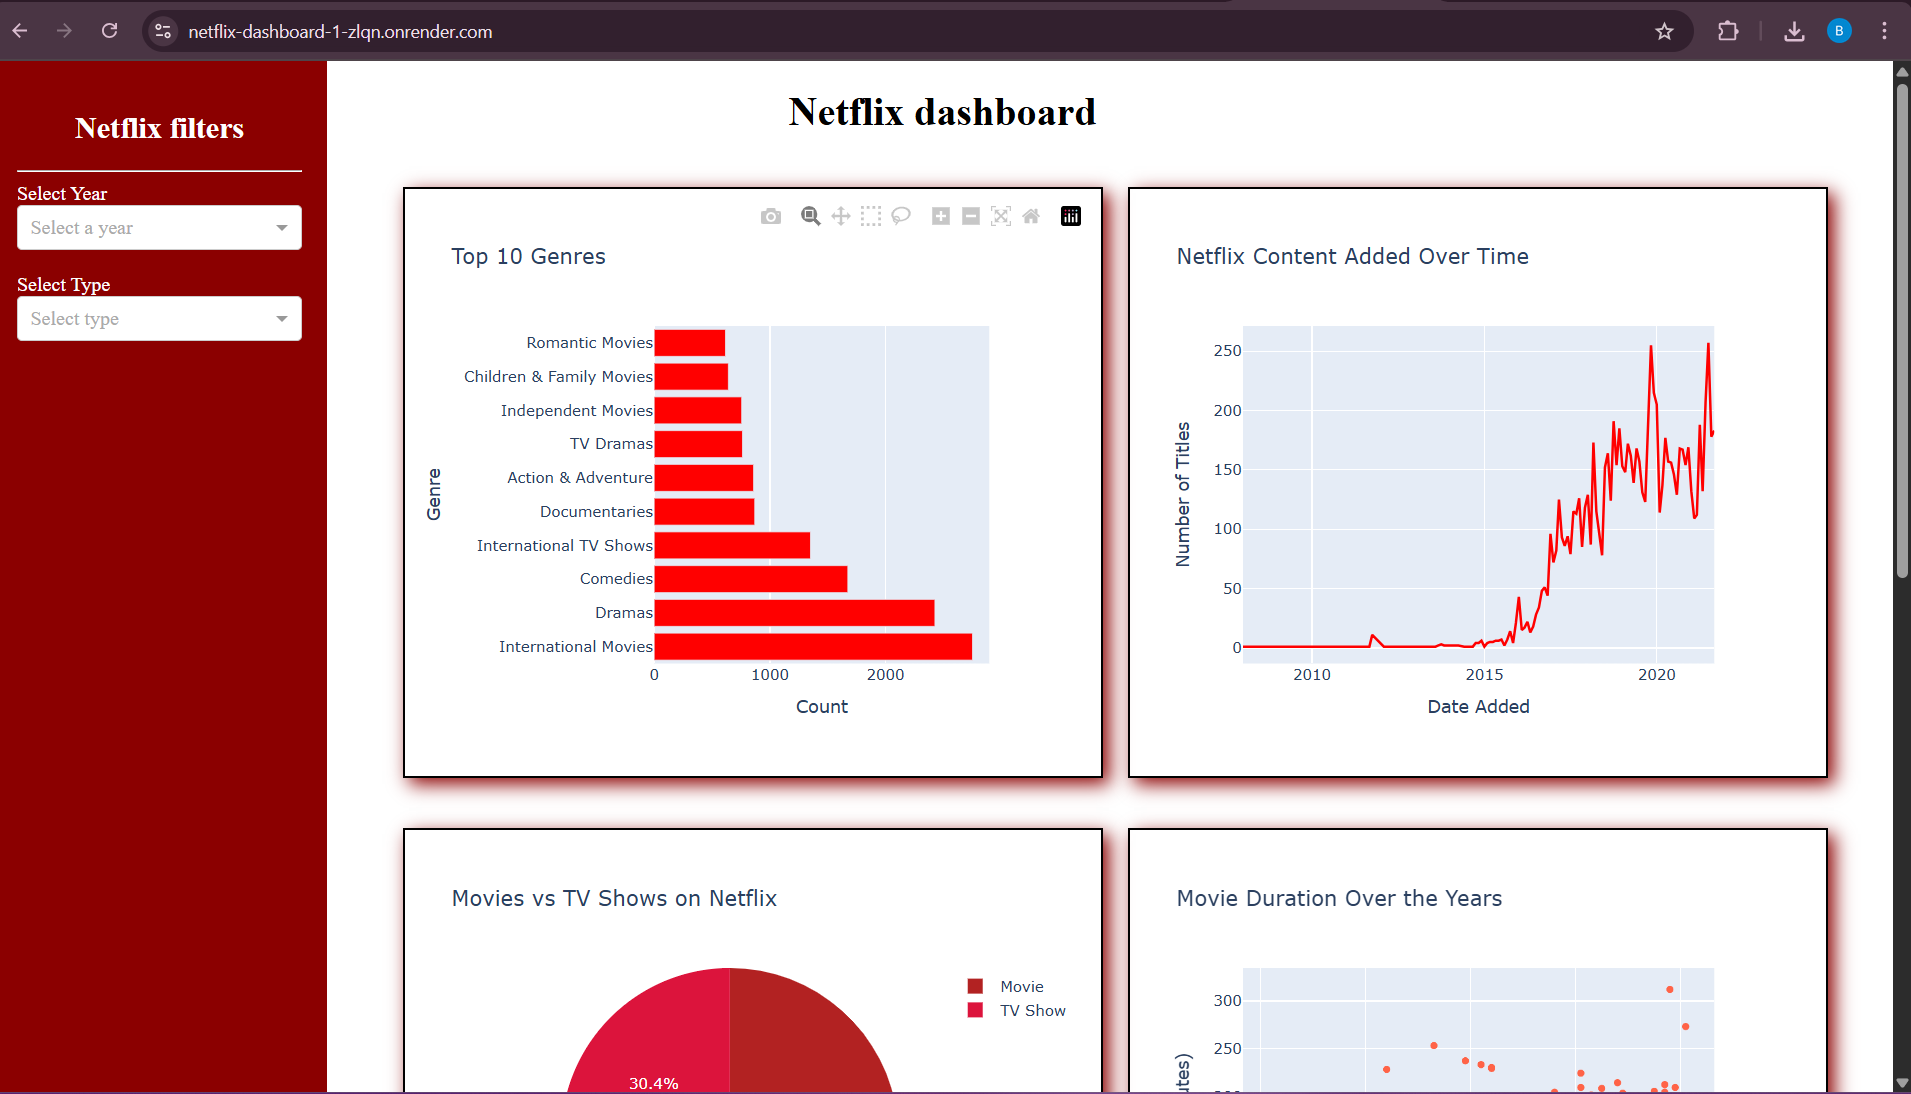 netflix-dashboard-1-zlqn.onrender.com
B
Netflix filters
Select Year
Select a year
Select Type
Select type
Netflix dashboard
Top 10 Genres
Genre
Romantic Movies
Children & Family Movies
Independent Movies
TV Dramas
Action & Adventure
Documentaries
International TV Shows
Comedies
Dramas
International Movies
0 1000 2000
Count
Netflix Content Added Over Time
Number of Titles
250
200
150
100
50
0
2010 2015 2020
Date Added
Movies vs TV Shows on Netflix
Movie
TV Show
30.4%
Movie Duration Over the Years
300
250